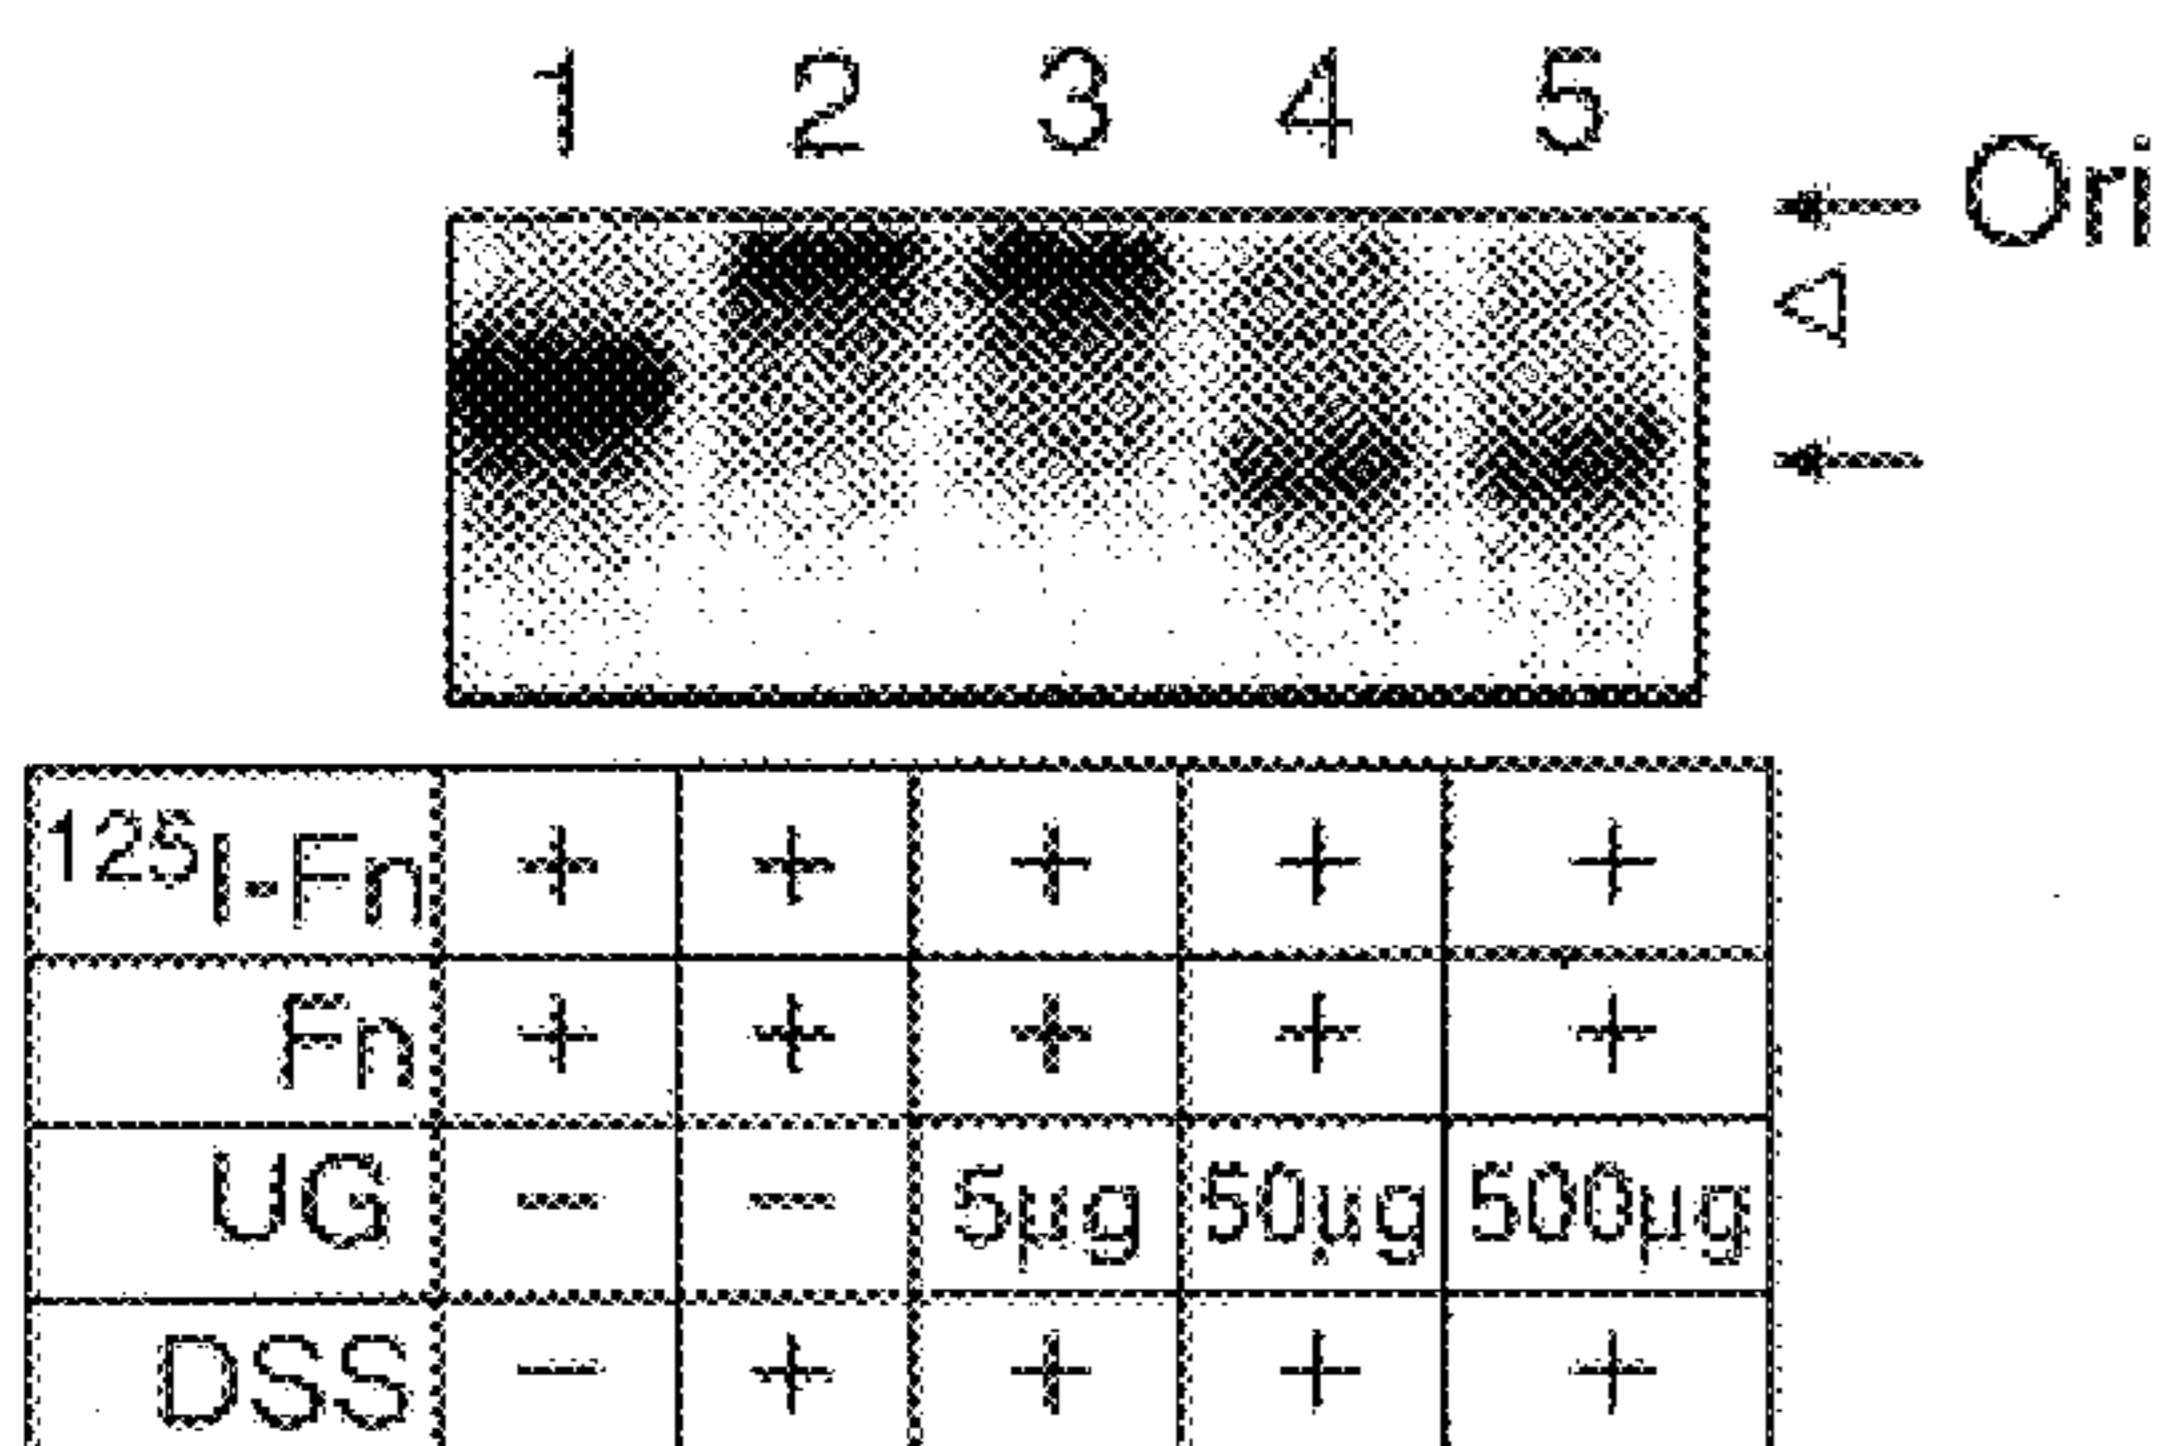 1 2 3 4 5
Ori
125I-Fn + + + + +
Fn + + + + +
UG − − 5µg 50µg 500µg
DSS − + + + +